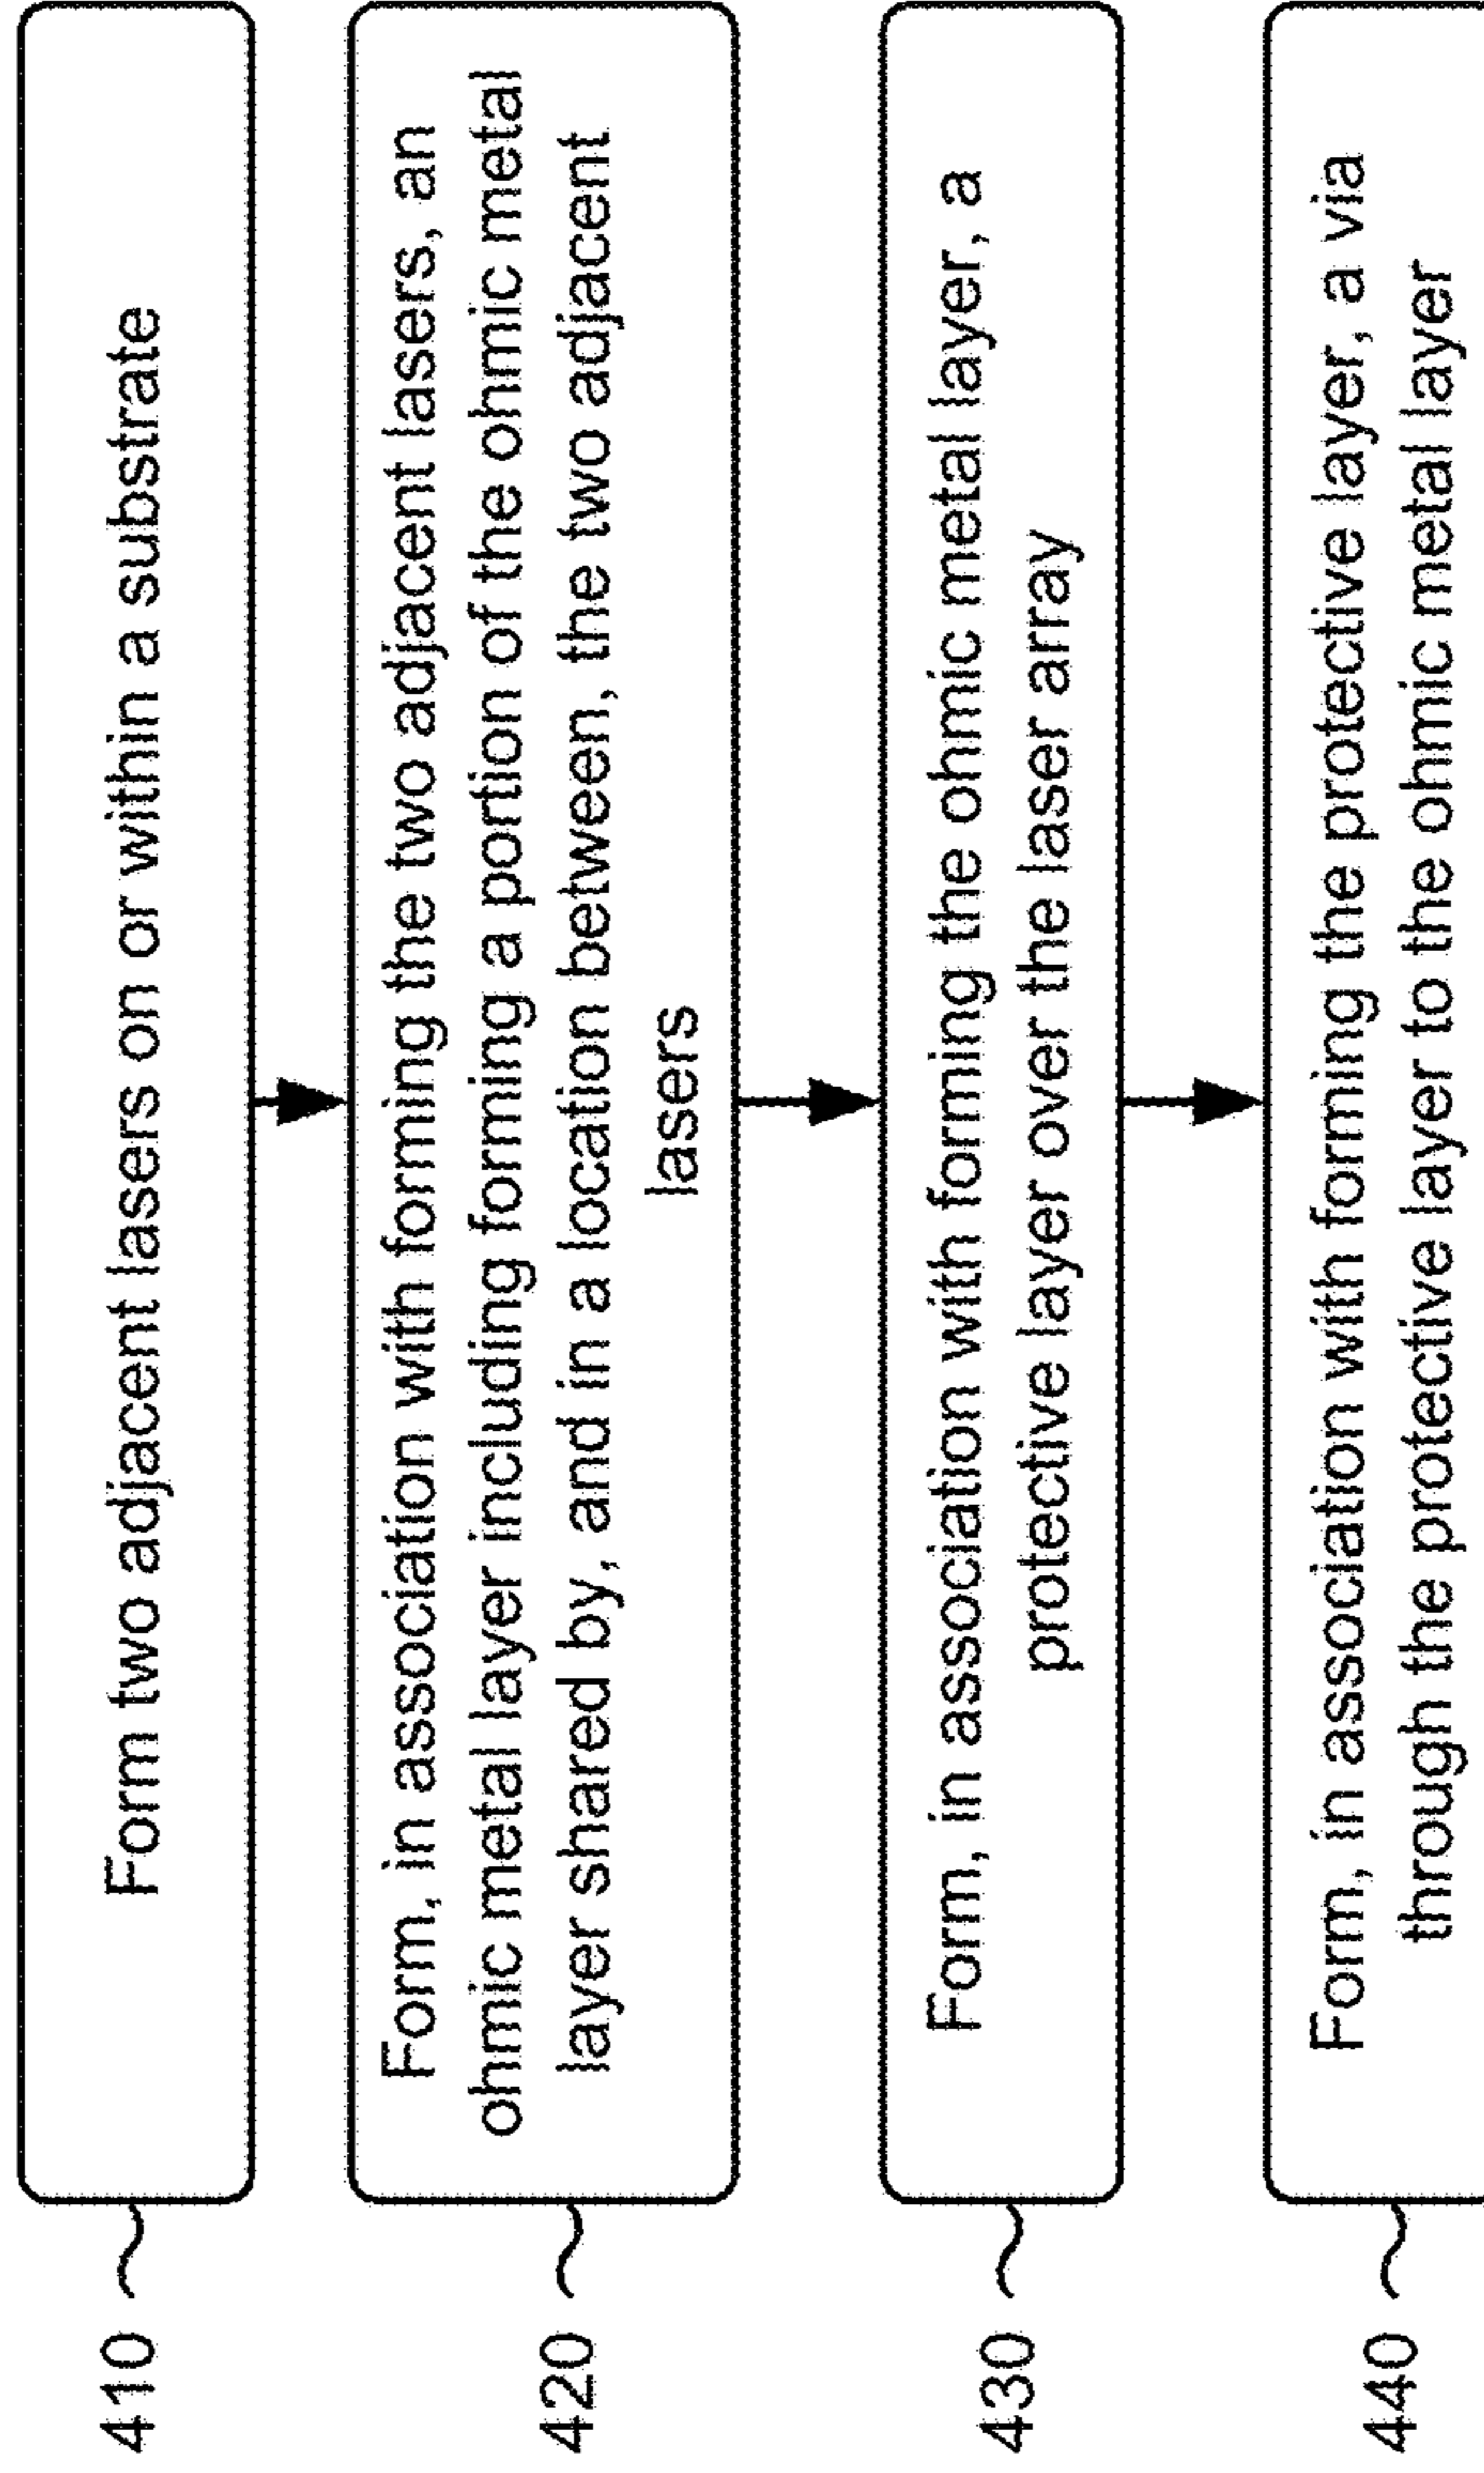 410
Form two adjacent lasers on or within a substrate
420
Form, in association with forming the two adjacent lasers, an
ohmic metal layer including forming a portion of the ohmic metal
layer shared by, and in a location between, the two adjacent
lasers
430
Form, in association with forming the ohmic metal layer, a
protective layer over the laser array
440
Form, in association with forming the protective layer, a via
through the protective layer to the ohmic metal layer